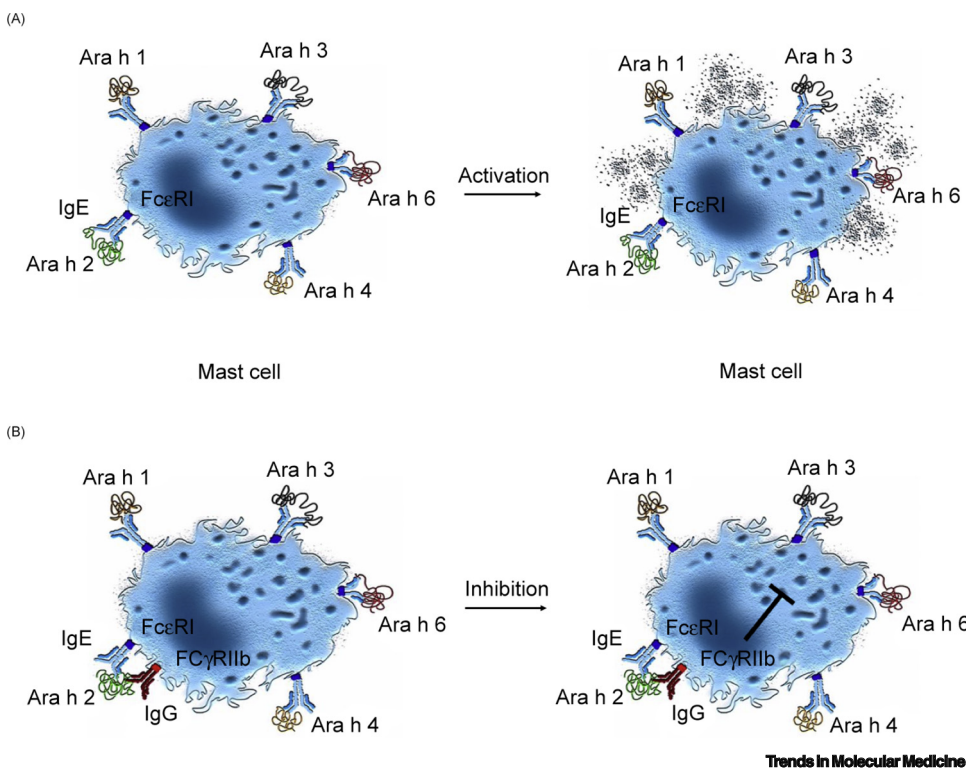 (A)
Ara h 1
Ara h 3
Ara h 6
IgE
FcεRI
Ara h 2
Ara h 4
Mast cell
Activation
Ara h 1
Ara h 3
Ara h 6
IgE
FcεRI
Ara h 2
Ara h 4
Mast cell
(B)
Ara h 1
Ara h 3
Ara h 6
IgE
FcεRI
FCγRIIb
Ara h 2
IgG
Ara h 4
Inhibition
Ara h 1
Ara h 3
Ara h 6
IgE
FcεRI
FCγRIIb
Ara h 2
IgG
Ara h 4
Trends in Molecular Medicine